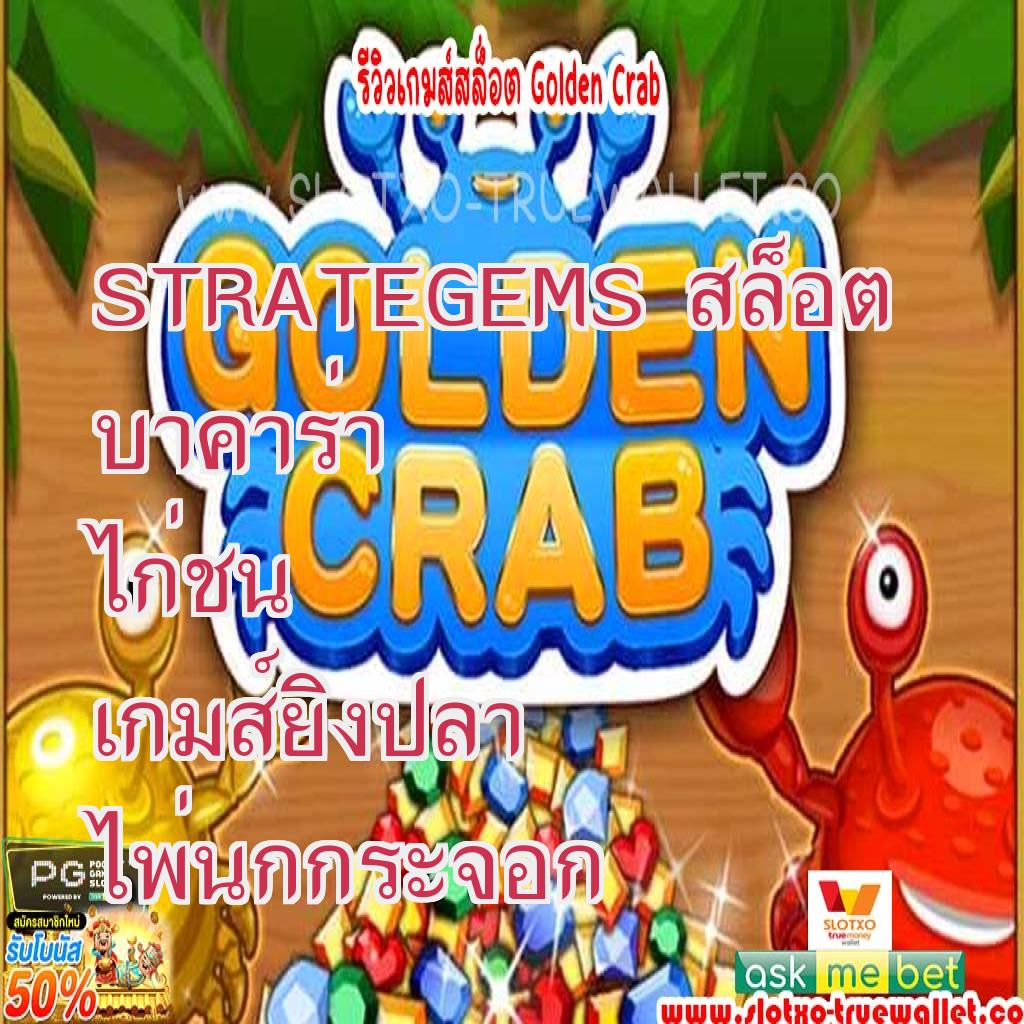 รีวิวเกมส์สล็อต Golden Crab
www.SLOTXO-TRUEWALLET.CO
GOLDEN
CRAB
STRATEGEMS สล็อต
บาคาร่า
ไก่ชน
เกมส์ยิงปลา
ไพ่นกกระจอก
PG
POWERED BY
สมัครสมาชิกใหม่
รับโบนัส
50%
SLOTXO
truemoney
wallet
ask me bet
www.slotxo-truewallet.co